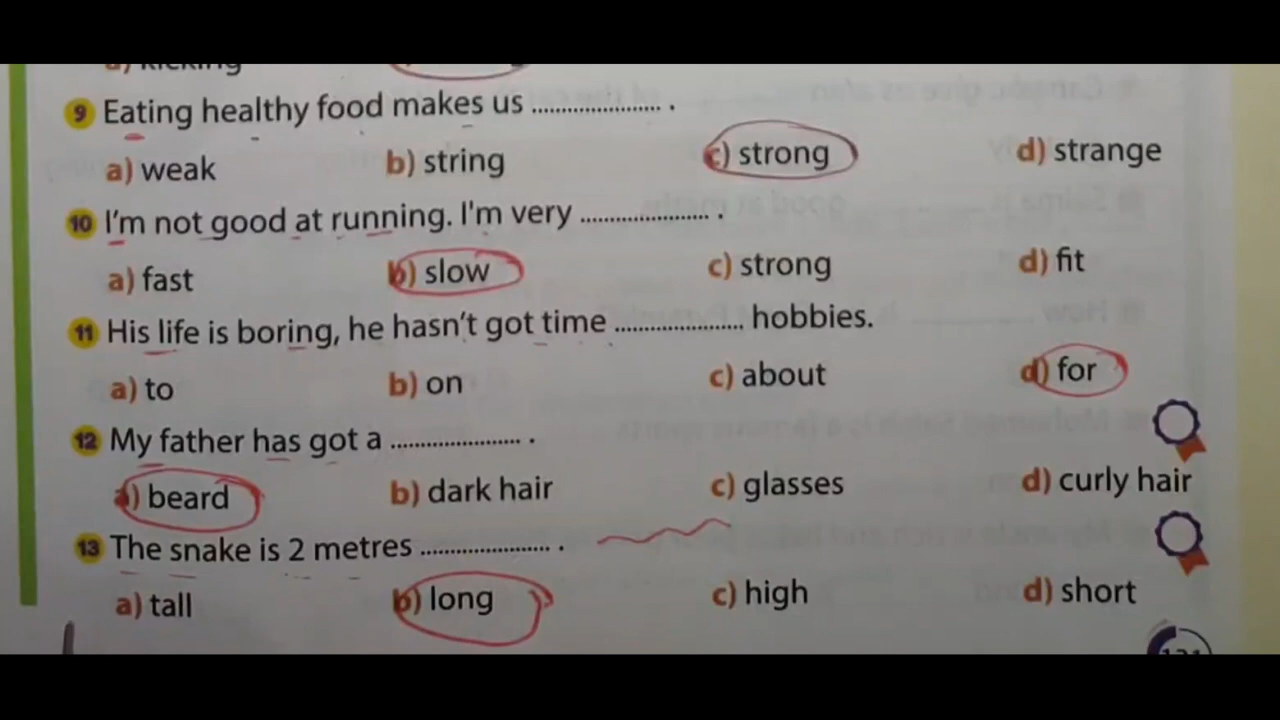 9 Eating healthy food makes us .................... .
a) weak b) string c) strong d) strange
10 I'm not good at running. I'm very .................... .
a) fast b) slow c) strong d) fit
11 His life is boring, he hasn't got time .................... hobbies.
a) to b) on c) about d) for
12 My father has got a .................... .
a) beard b) dark hair c) glasses d) curly hair
13 The snake is 2 metres .................... .
a) tall b) long c) high d) short